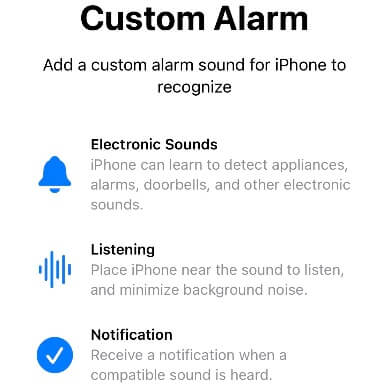 Custom Alarm
Add a custom alarm sound for iPhone to
recognize
Electronic Sounds
iPhone can learn to detect appliances,
alarms, doorbells, and other electronic
sounds.
Listening
Place iPhone near the sound to listen,
and minimize background noise.
Notification
Receive a notification when a
compatible sound is heard.